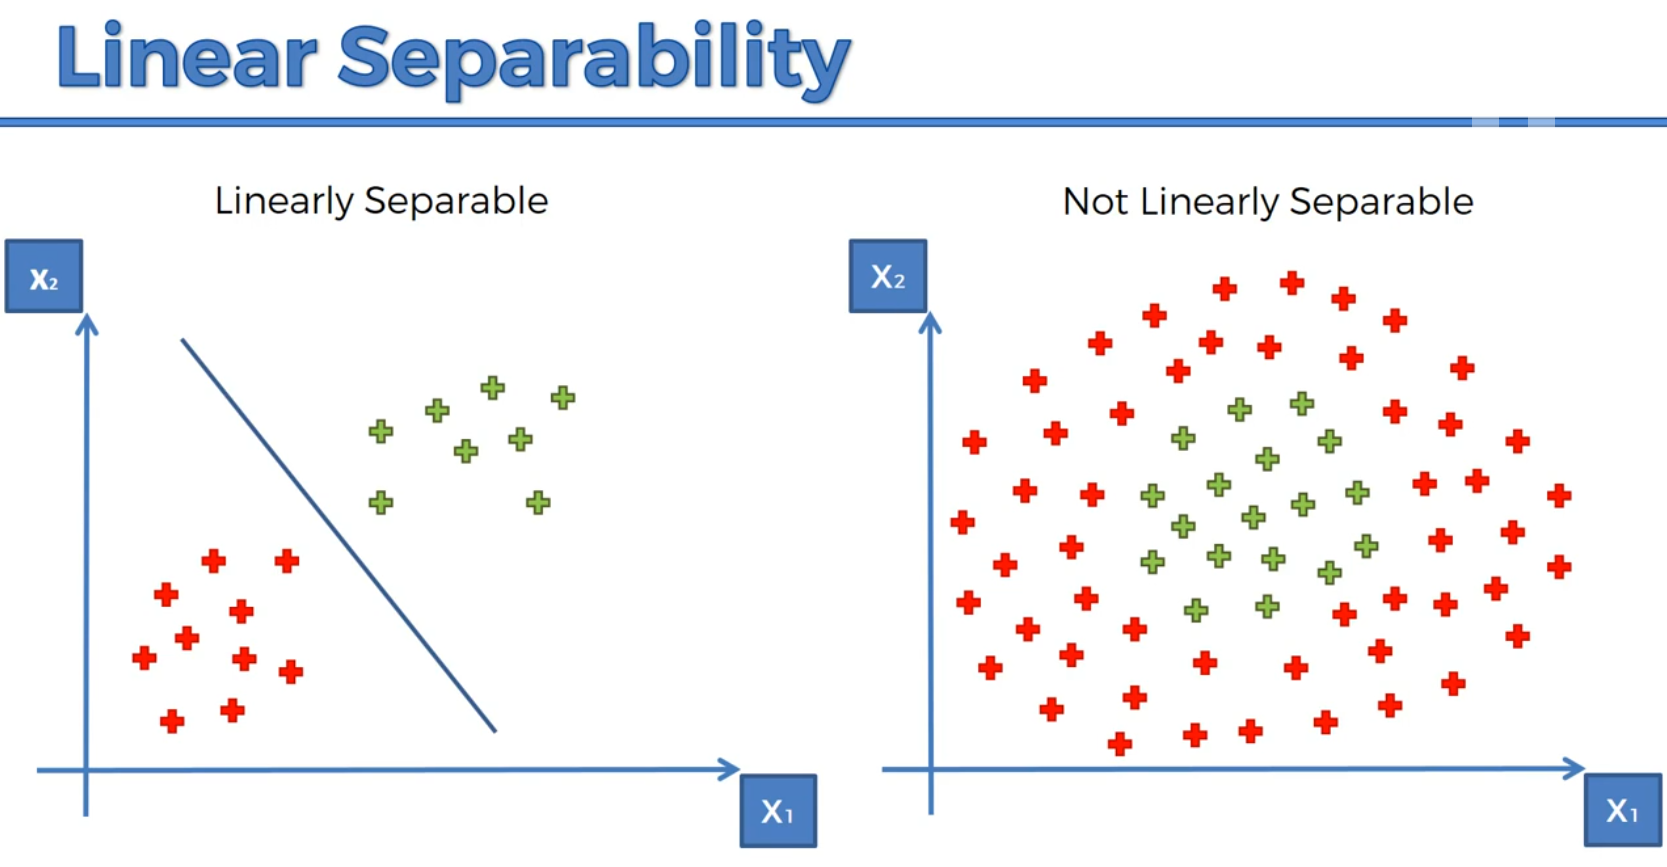 Linear Separability
Linearly Separable
Not Linearly Separable
X₂
X₂
X₁
X₁